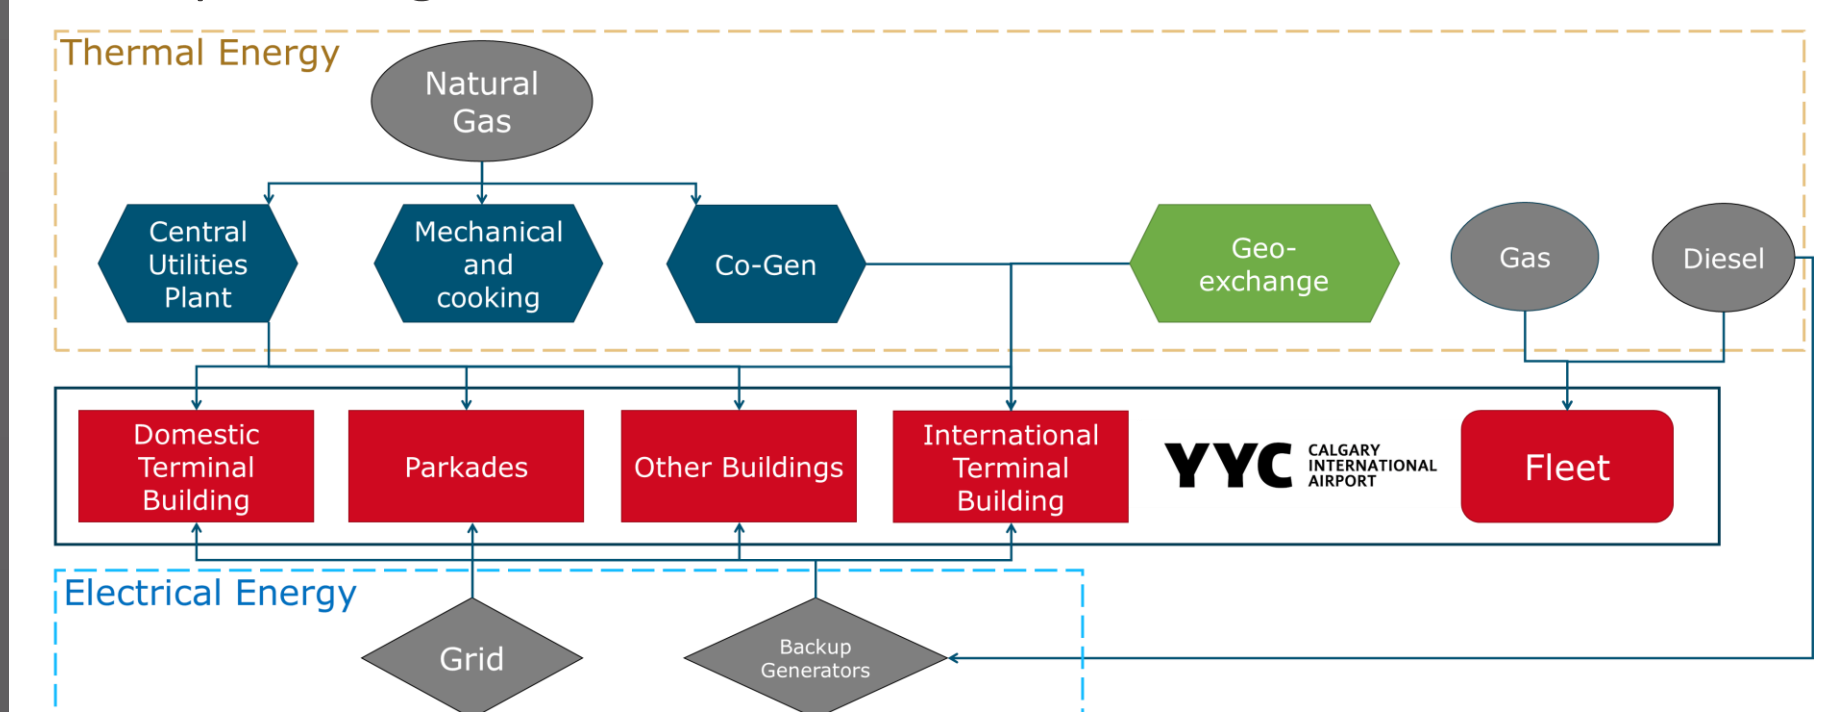 Thermal Energy
Natural
Gas
Central
Utilities
Plant
Mechanical
and
cooking
Co-Gen
Geo-
exchange
Gas
Diesel
Domestic
Terminal
Building
Parkades
Other Buildings
International
Terminal
Building
YYC
CALGARY
INTERNATIONAL
AIRPORT
Fleet
Electrical Energy
Grid
Backup
Generators